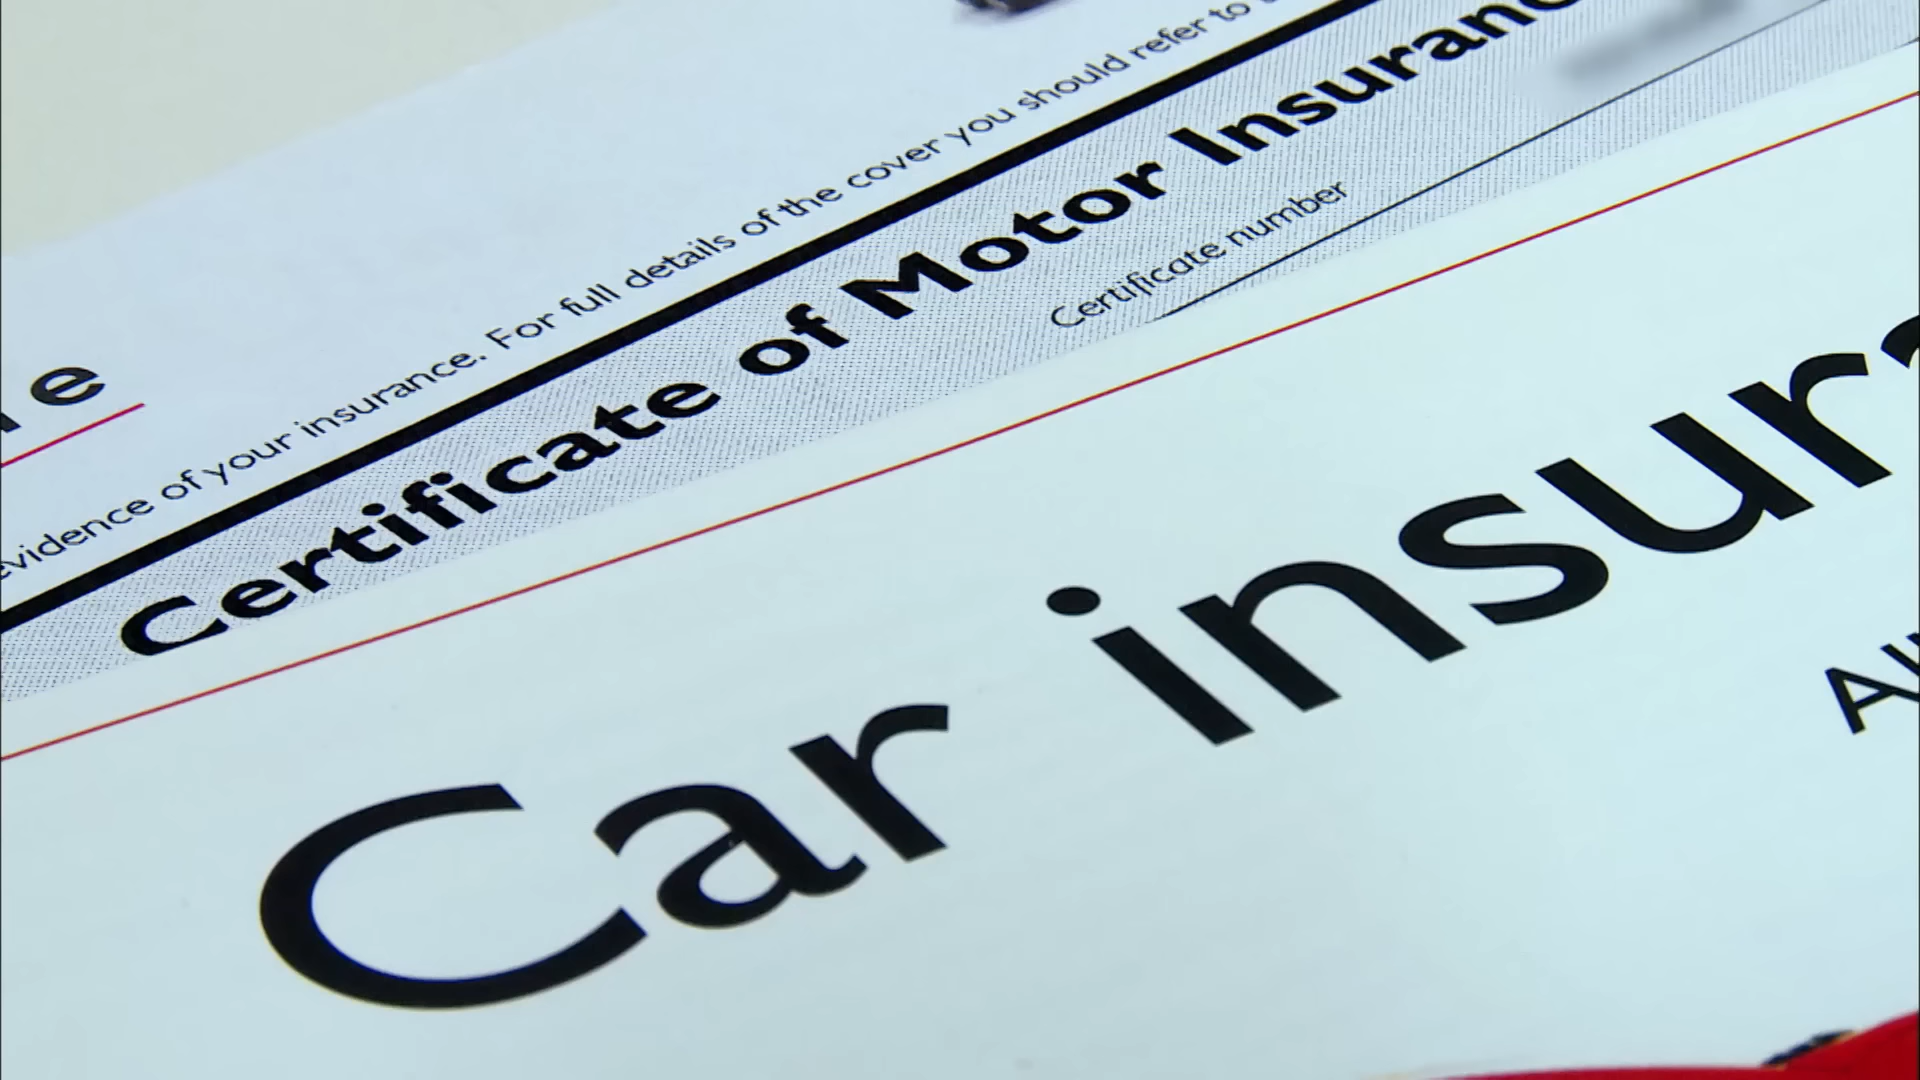 e
evidence of your insurance. For full details of the cover you should refer to
Certificate of Motor Insuranc
Certificate number
Car insura
Al